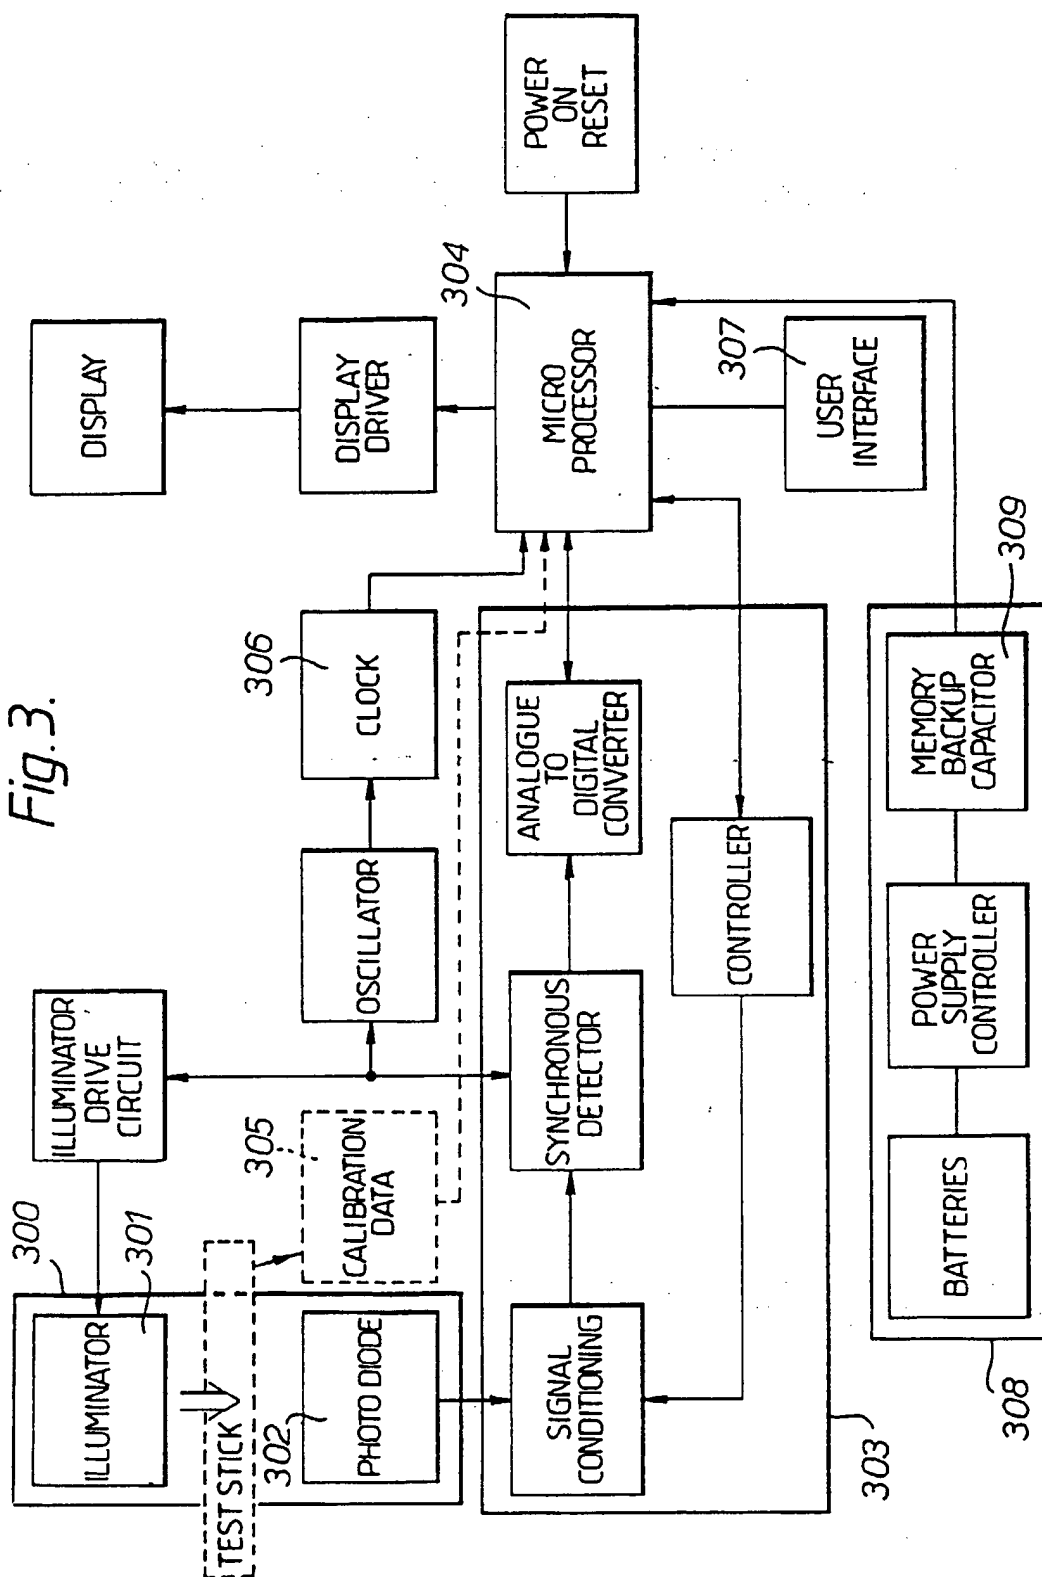 Fig.3.
300
301
ILLUMINATOR
ILLUMINATOR
DRIVE
CIRCUIT
DISPLAY
TEST STICK
302
PHOTO DIODE
305
CALIBRATION
DATA
OSCILLATOR
306
CLOCK
DISPLAY
DRIVER
SIGNAL
CONDITIONING
SYNCHRONOUS
DETECTOR
ANALOGUE
TO
DIGITAL
CONVERTER
304
MICRO
PROCESSOR
POWER
ON
RESET
CONTROLLER
303
307
USER
INTERFACE
308
BATTERIES
POWER
SUPPLY
CONTROLLER
MEMORY
BACKUP
CAPACITOR
309